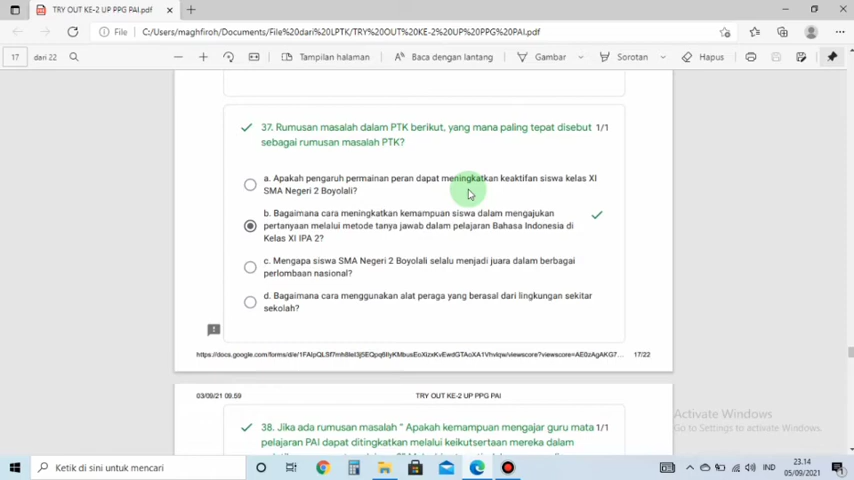 TRY OUT KE-2 UP PPG PAI.pdf
File
C:/Users/maghfiroh/Documents/File%20dari%20LPTK/TRY%20OUT%20KE-2%20UP%20PPG%20PAI.pdf
17 dari 22
Tampilan halaman
Baca dengan lantang
Gambar
Sorotan
Hapus
37. Rumusan masalah dalam PTK berikut, yang mana paling tepat disebut 1/1
sebagai rumusan masalah PTK?
a. Apakah pengaruh permainan peran dapat meningkatkan keaktifan siswa kelas XI
SMA Negeri 2 Boyolali?
b. Bagaimana cara meningkatkan kemampuan siswa dalam mengajukan
pertanyaan melalui metode tanya jawab dalam pelajaran Bahasa Indonesia di
Kelas XI IPA 2?
c. Mengapa siswa SMA Negeri 2 Boyolali selalu menjadi juara dalam berbagai
perlombaan nasional?
d. Bagaimana cara menggunakan alat peraga yang berasal dari lingkungan sekitar
sekolah?
17/22
03/09/21 09.59
TRY OUT KE-2 UP PPG PAI
38. Jika ada rumusan masalah " Apakah kemampuan mengajar guru mata 1/1
pelajaran PAI dapat ditingkatkan melalui keikutsertaan mereka dalam
Activate Windows
Go to Settings to activate Windows.
Ketik di sini untuk mencari
IND
23.14
05/09/2021